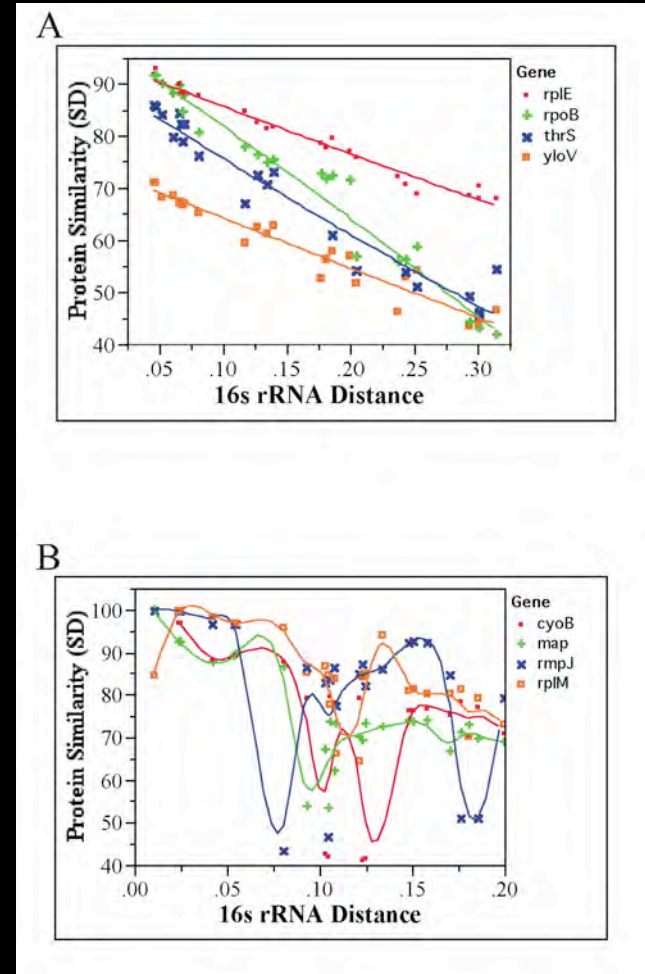 A
Protein Similarity (SD)
90
80
70
60
50
40
.05
.10
.15
.20
.25
.30
16s rRNA Distance
Gene
rplE
rpoB
thrS
yloV
B
Protein Similarity (SD)
100
90
80
70
60
50
40
.00
.05
.10
.15
.20
16s rRNA Distance
Gene
cyoB
map
rmpJ
rplM